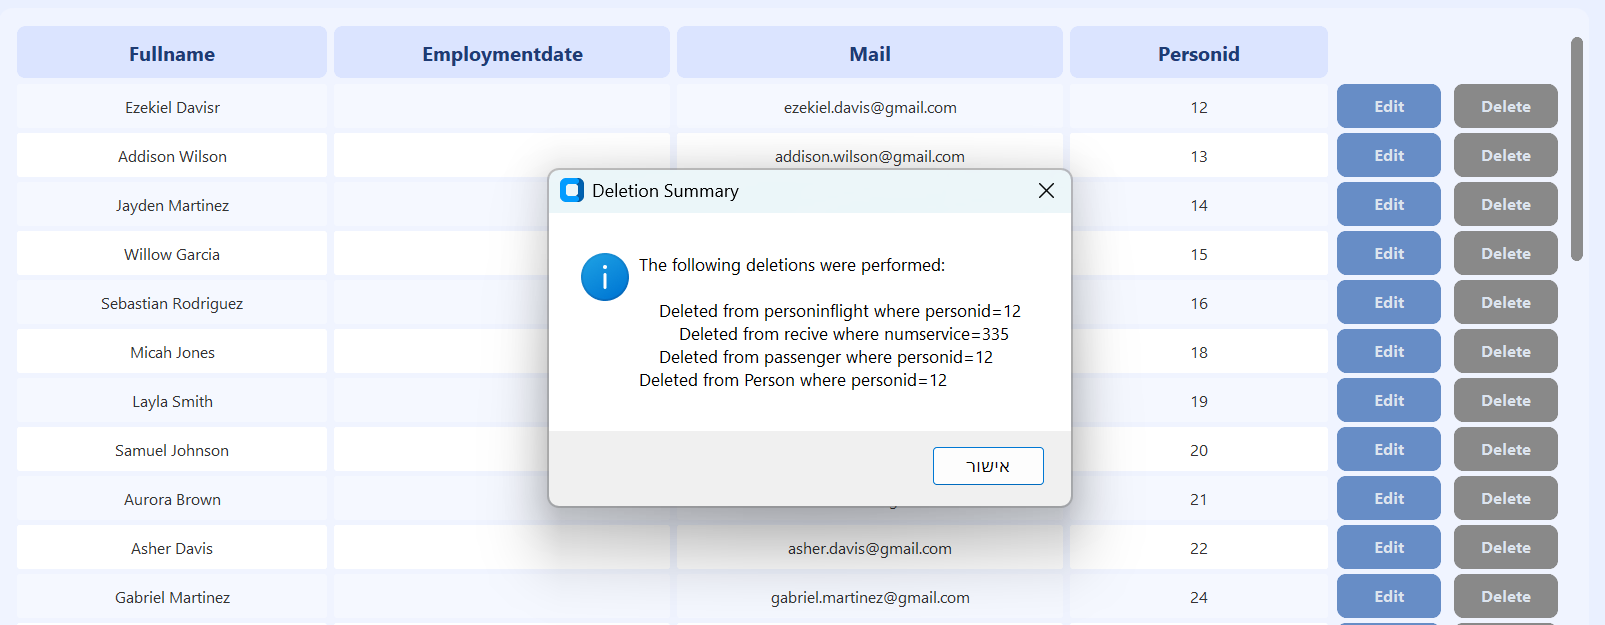 Fullname Employmentdate Mail Personid
Ezekiel Davisr ezekiel.davis@gmail.com 12 Edit Delete
Addison Wilson addison.wilson@gmail.com 13 Edit Delete
Deletion Summary
Jayden Martinez 14 Edit Delete
Willow Garcia 15 Edit Delete
The following deletions were performed:
Sebastian Rodriguez 16 Edit Delete
Deleted from personinflight where personid=12
Deleted from recive where numservice=335
Micah Jones 18 Edit Delete
Deleted from passenger where personid=12
Deleted from Person where personid=12
Layla Smith 19 Edit Delete
Samuel Johnson 20 Edit Delete
אישור
Aurora Brown 21 Edit Delete
Asher Davis asher.davis@gmail.com 22 Edit Delete
Gabriel Martinez gabriel.martinez@gmail.com 24 Edit Delete